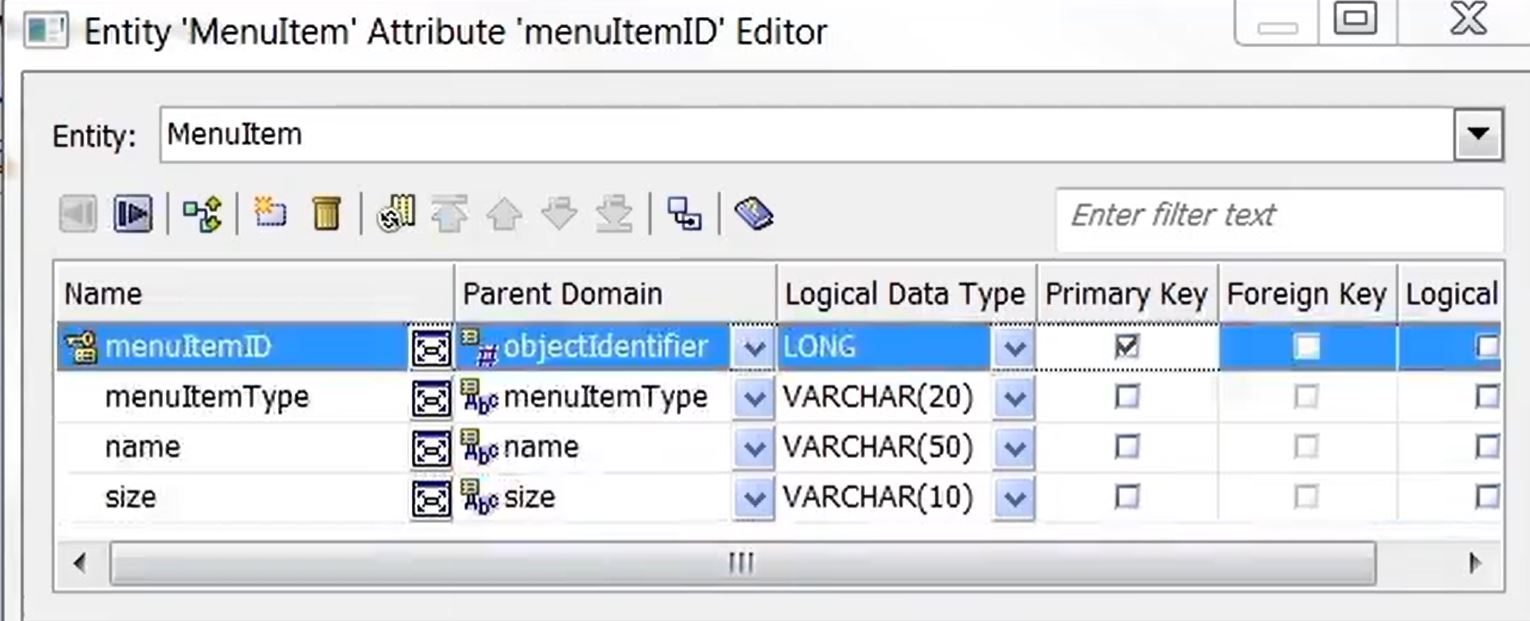 Entity 'MenuItem' Attribute 'menuItemID' Editor
Entity: MenuItem
Enter filter text
Name Parent Domain Logical Data Type Primary Key Foreign Key Logical
menuItemID objectIdentifier LONG
menuItemType menuItemType VARCHAR(20)
name name VARCHAR(50)
size size VARCHAR(10)